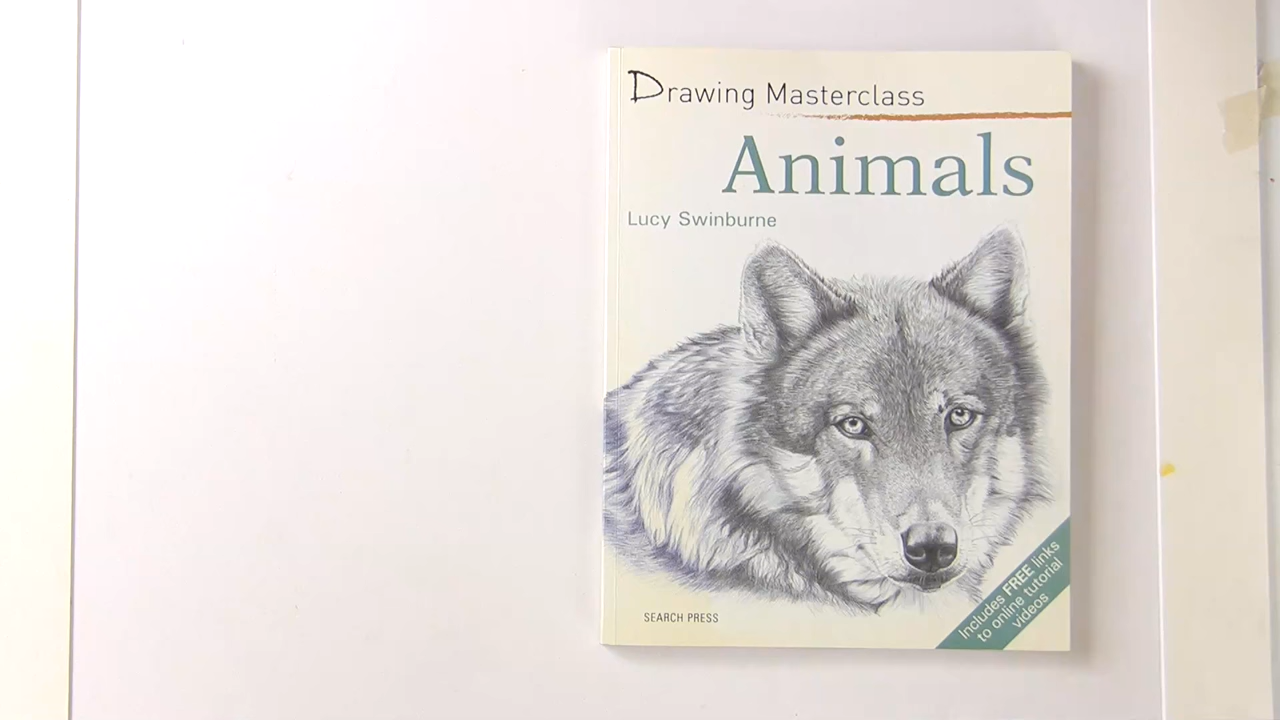 Drawing Masterclass
Animals
Lucy Swinburne
SEARCH PRESS
Includes FREE links
to online tutorial
videos